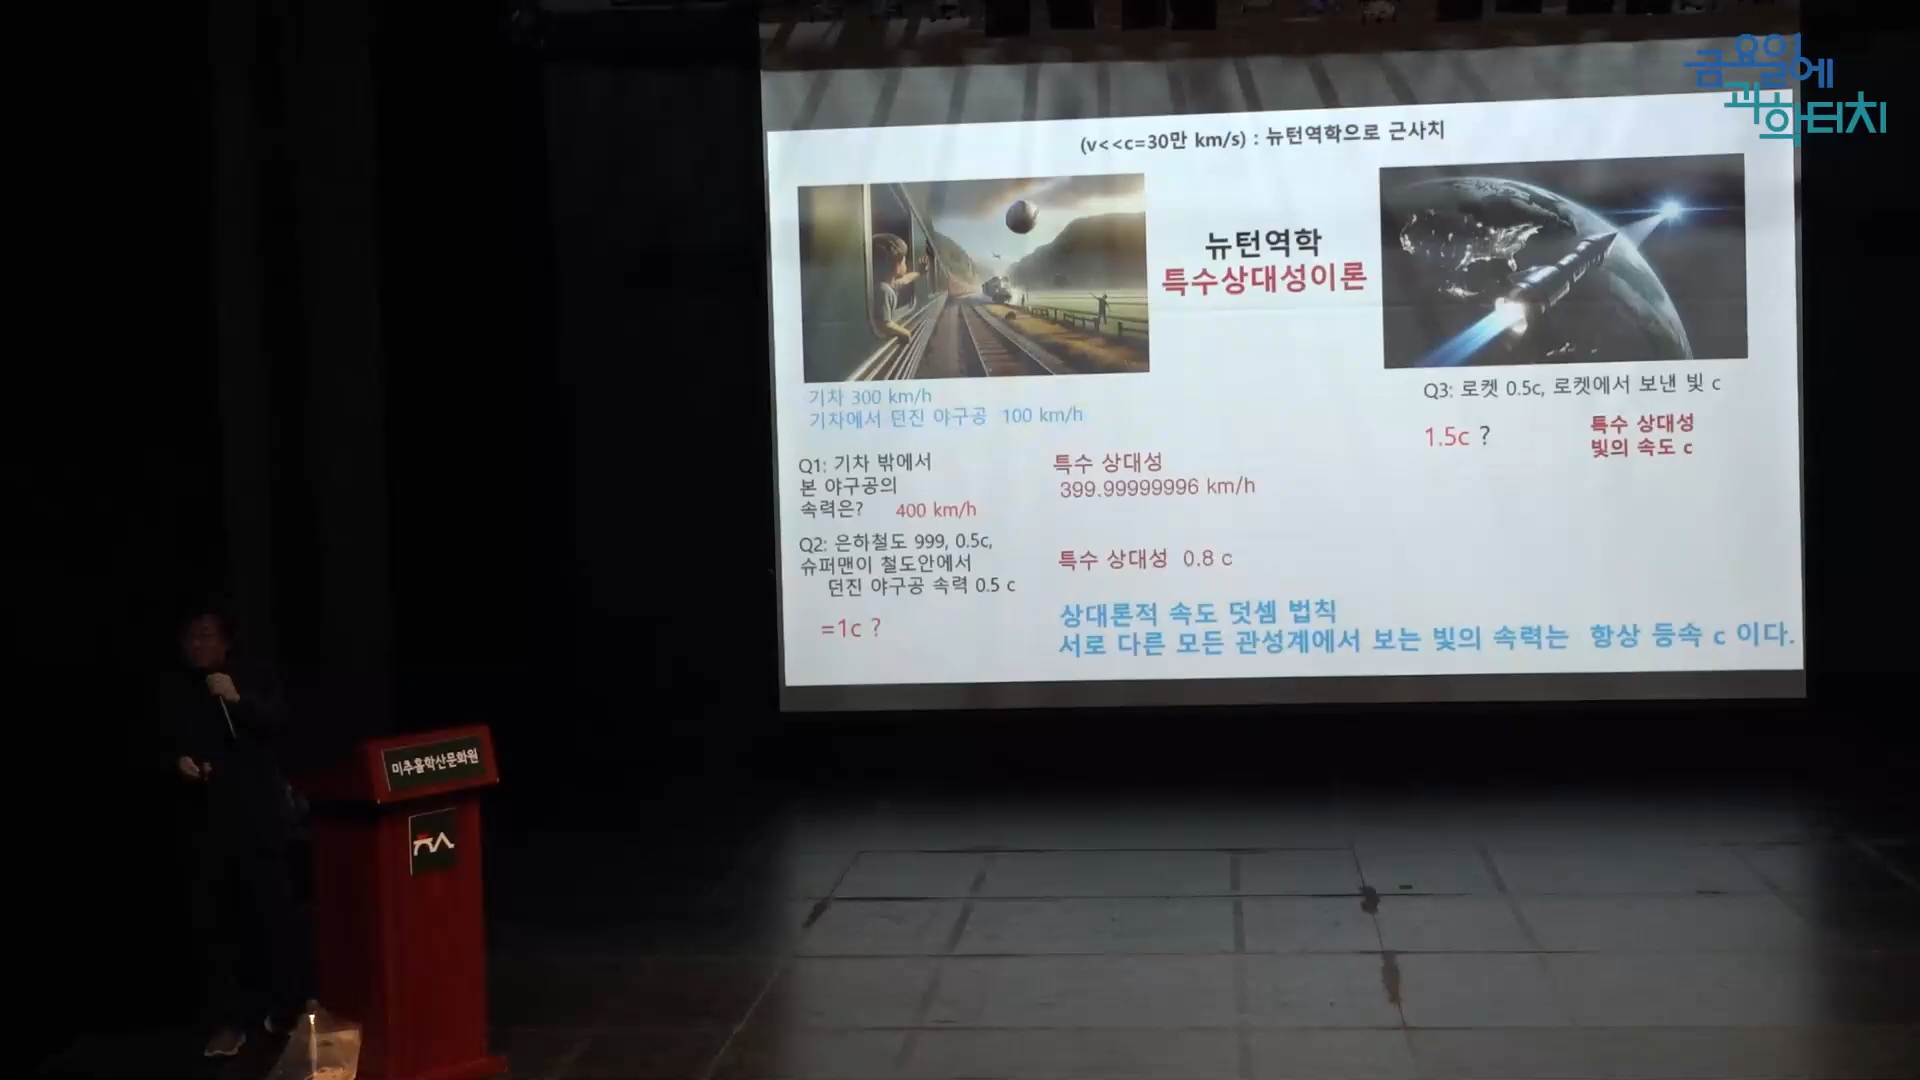 금요일에
과학터치
(v<<c=30만 km/s) : 뉴턴역학으로 근사치
뉴턴역학
특수상대성이론
기차 300 km/h
기차에서 던진 야구공 100 km/h
Q1: 기차 밖에서
본 야구공의
속력은? 400 km/h
특수 상대성
399.99999996 km/h
Q2: 은하철도 999, 0.5c,
슈퍼맨이 철도안에서
던진 야구공 속력 0.5 c
=1c ?
특수 상대성 0.8 c
Q3: 로켓 0.5c, 로켓에서 보낸 빛 c
1.5c ?
특수 상대성
빛의 속도 c
상대론적 속도 덧셈 법칙
서로 다른 모든 관성계에서 보는 빛의 속력는 항상 등속 c 이다.
미추홀학산문화원